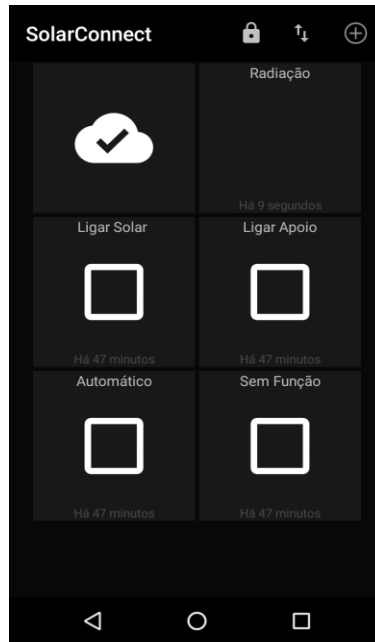 SolarConnect
Radiação
Há 9 segundos
Ligar Solar
Ligar Apoio
Há 47 minutos
Há 47 minutos
Automático
Sem Função
Há 47 minutos
Há 47 minutos